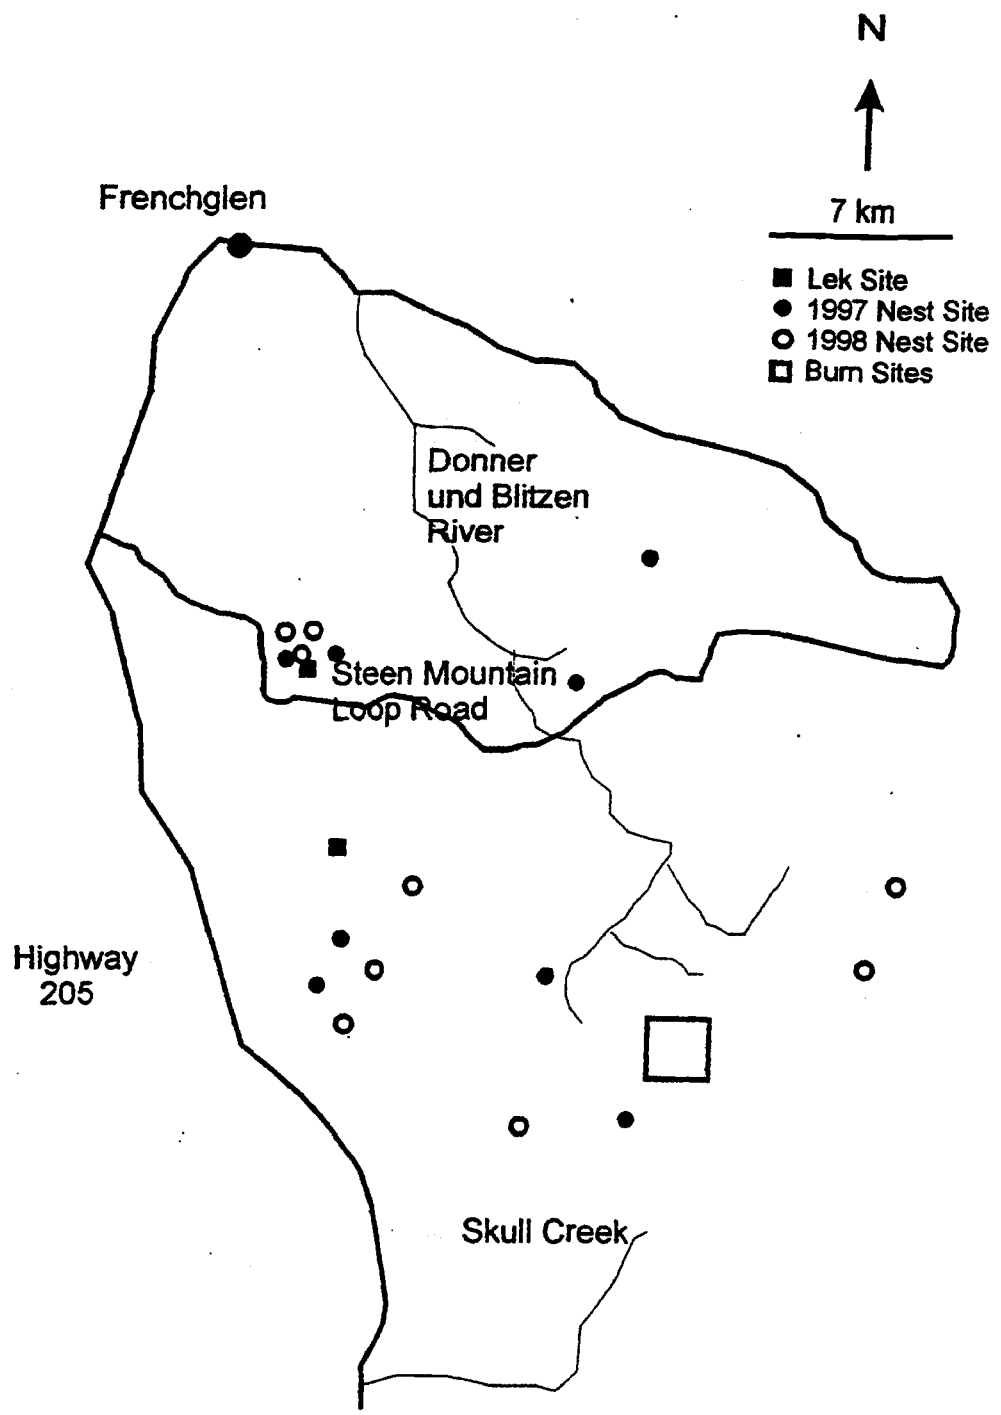 N
Frenchglen
7 km
Lek Site
1997 Nest Site
1998 Nest Site
Burn Sites
Donner
und Blitzen
River
Steen Mountain
Loop Road
Highway
205
Skull Creek